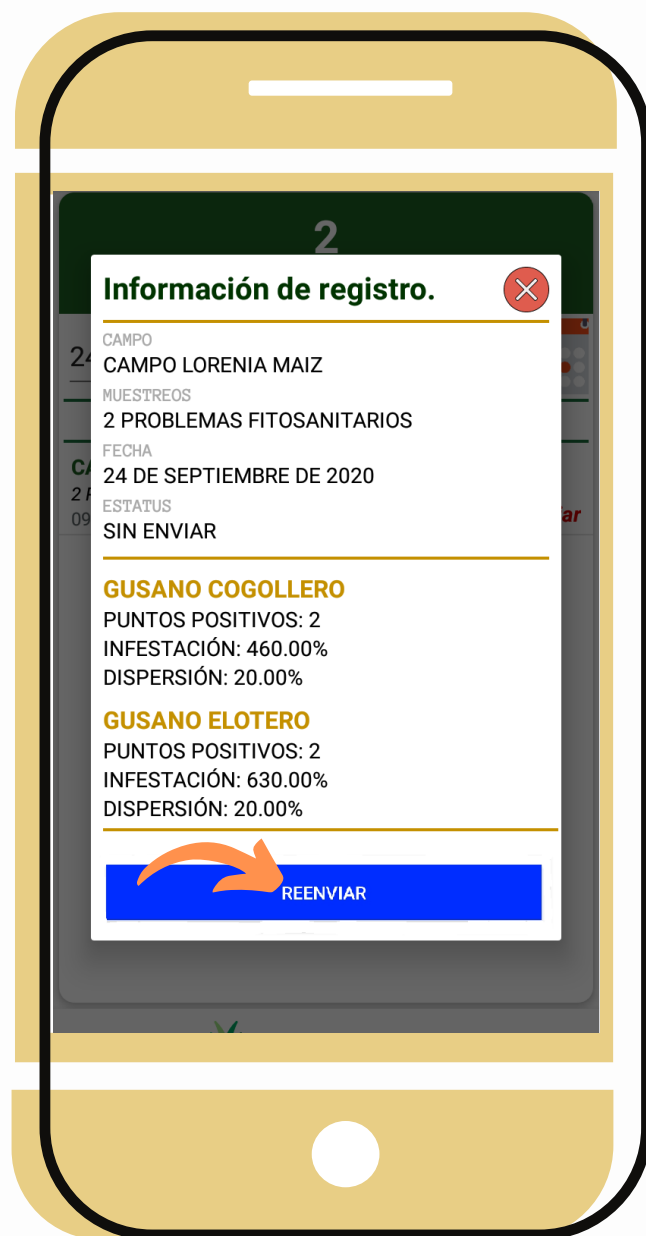 2
Información de registro.
24
CAMPO
CAMPO LORENIA MAIZ
MUESTREOS
2 PROBLEMAS FITOSANITARIOS
FECHA
24 DE SEPTIEMBRE DE 2020
ESTATUS
SIN ENVIAR
09
GUSANO COGOLLERO
PUNTOS POSITIVOS: 2
INFESTACIÓN: 460.00%
DISPERSIÓN: 20.00%
GUSANO ELOTERO
PUNTOS POSITIVOS: 2
INFESTACIÓN: 630.00%
DISPERSIÓN: 20.00%
REENVIAR